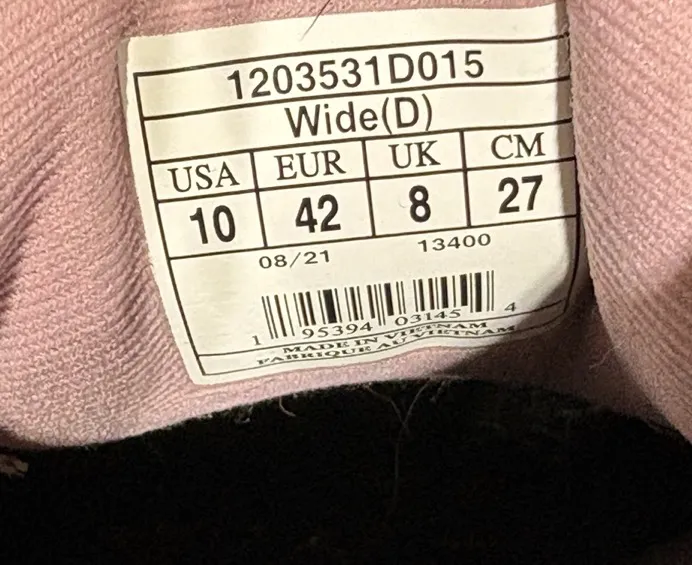 1203531D015
Wide(D)
USA EUR UK CM
10 42 8 27
08/21 13400
1 95394 03145 4
MADE IN VIETNAM
FABRIQUE AU VIETNAM